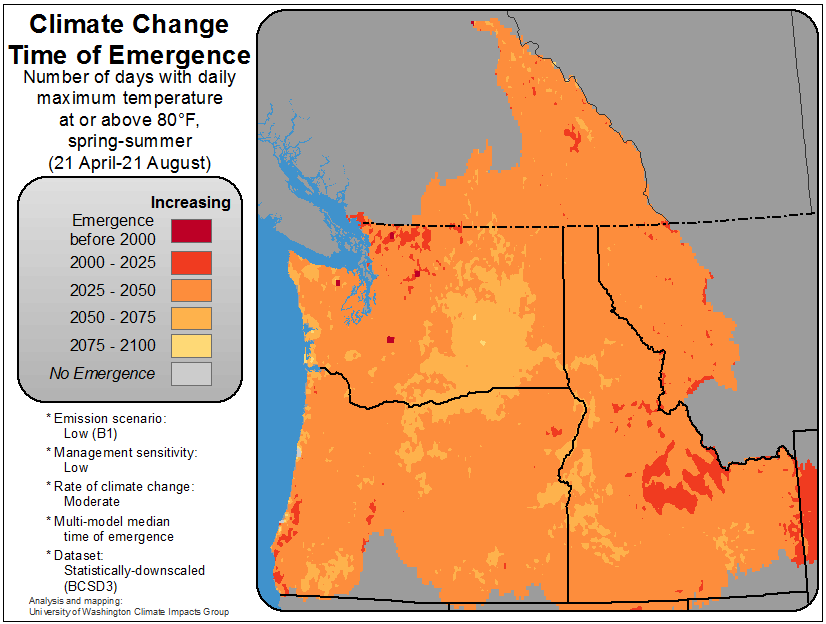 Climate Change
Time of Emergence
Number of days with daily
maximum temperature
at or above 80°F,
spring-summer
(21 April-21 August)
Increasing
Emergence
before 2000
2000 - 2025
2025 - 2050
2050 - 2075
2075 - 2100
No Emergence
* Emission scenario:
Low (B1)
* Management sensitivity:
Low
* Rate of climate change:
Moderate
* Multi-model median
time of emergence
* Dataset:
Statistically-downscaled
(BCSD3)
Analysis and mapping:
University of Washington Climate Impacts Group